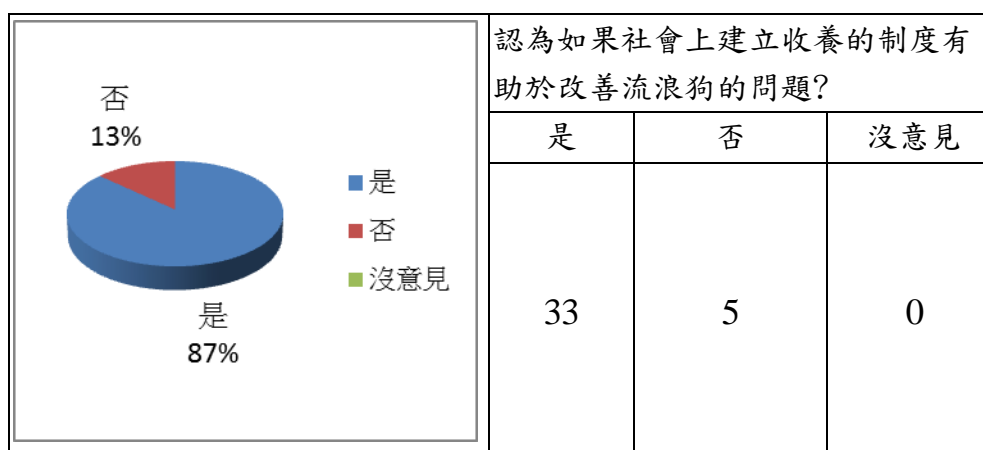 否
13%
是
87%
是
否
沒意見
認為如果社會上建立收養的制度有
助於改善流浪狗的問題?
是 否 沒意見
33 5 0